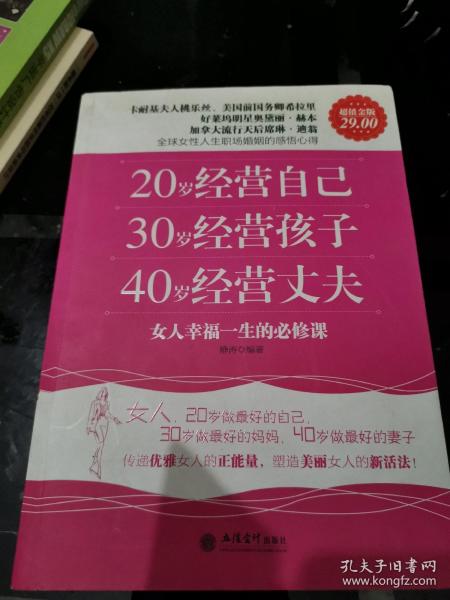 卡耐基夫人桃乐丝、美国前国务卿希拉里
好莱坞明星奥黛丽·赫本
加拿大流行天后席琳·迪翁
全球女性人生职场婚姻的感悟心得
超值金版
29.00
20岁经营自己
30岁经营孩子
40岁经营丈夫
女人幸福一生的必修课
静涛◎编著
女人，20岁做最好的自己，
30岁做最好的妈妈，40岁做最好的妻子
传递优雅女人的正能量，塑造美丽女人的新活法！
立信会计出版社
孔夫子旧书网
www.kongfz.com